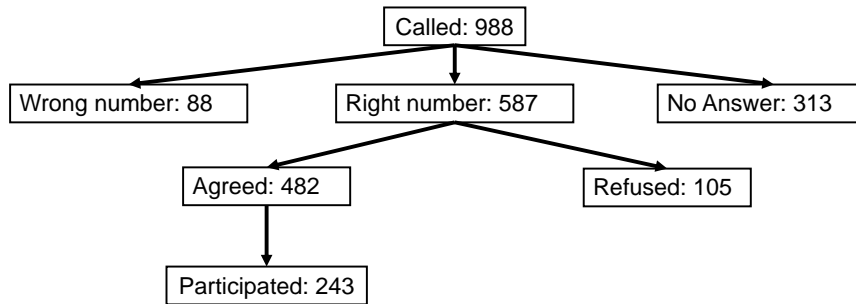 Called: 988
Wrong number: 88
Right number: 587
No Answer: 313
Agreed: 482
Refused: 105
Participated: 243